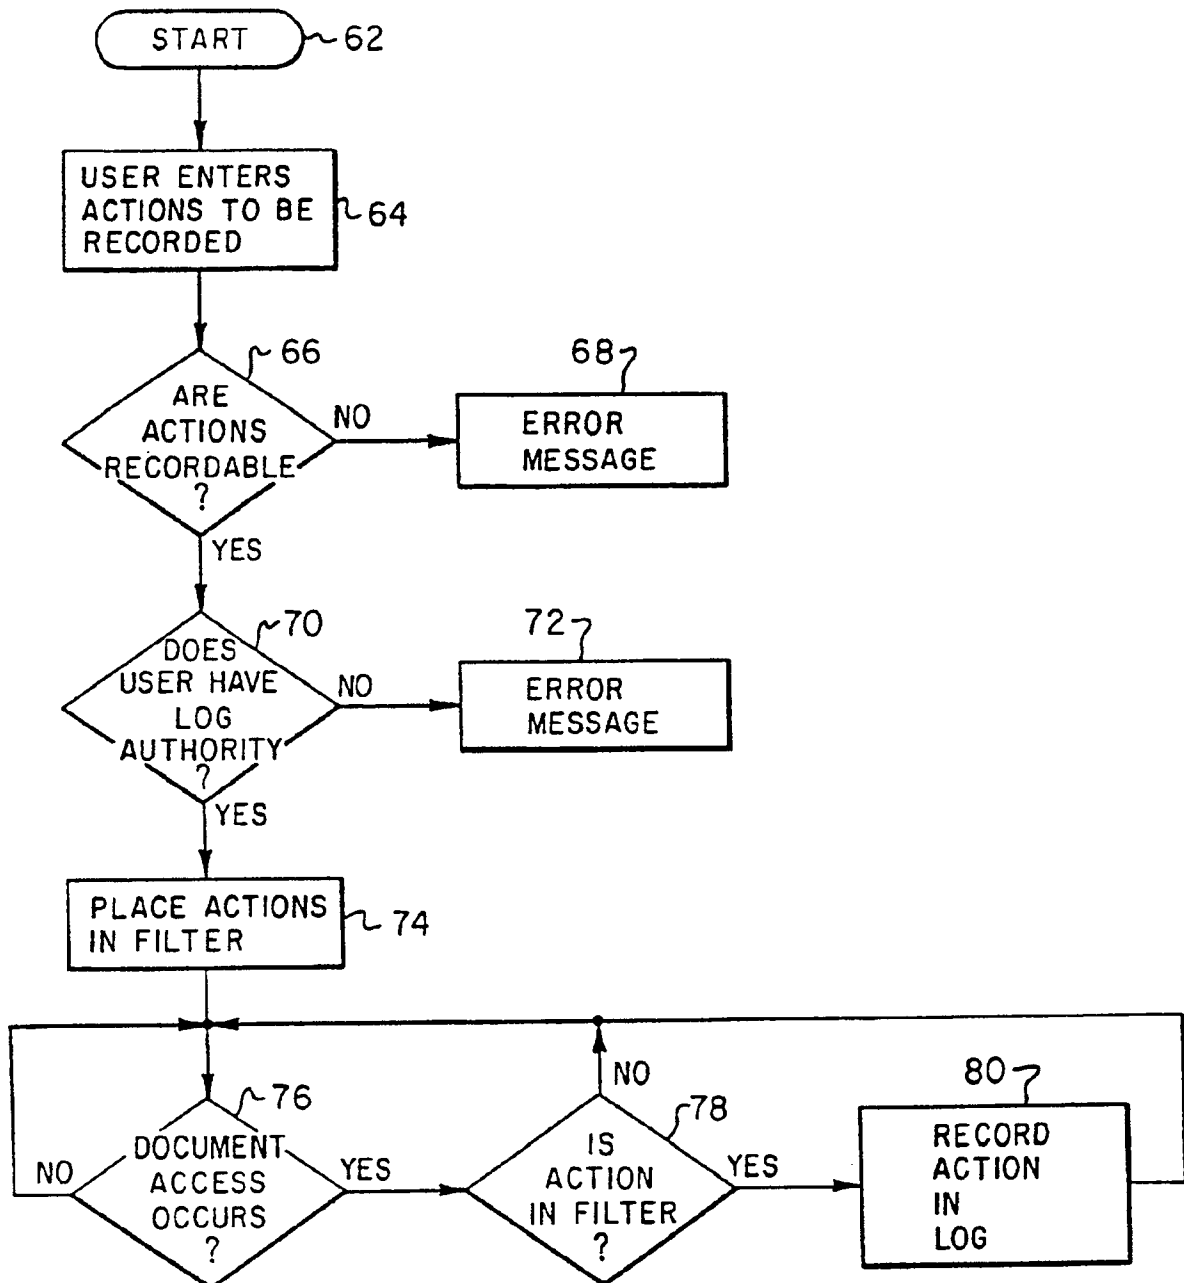 START
62
USER ENTERS
ACTIONS TO BE
RECORDED
64
66
ARE
ACTIONS
RECORDABLE
?
NO
YES
68
ERROR
MESSAGE
70
DOES
USER HAVE
LOG
AUTHORITY
?
NO
YES
72
ERROR
MESSAGE
PLACE ACTIONS
IN FILTER
74
76
DOCUMENT
ACCESS
OCCURS
?
NO
YES
78
IS
ACTION
IN FILTER
?
NO
YES
80
RECORD
ACTION
IN
LOG